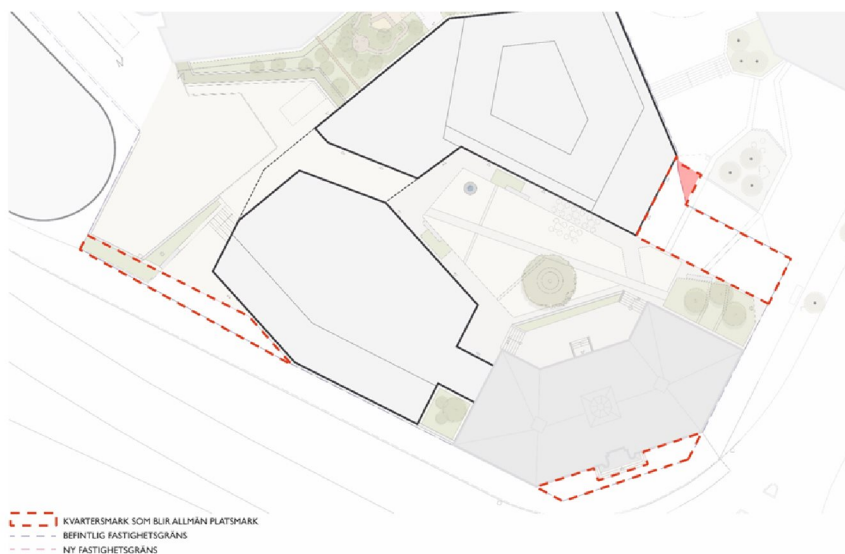 KVARTERSMARK SOM BLIR ALLMÄN PLATSMARK
BEFINTLIG FASTIGHETSGRÄNS
NY FASTIGHETSGRÄNS